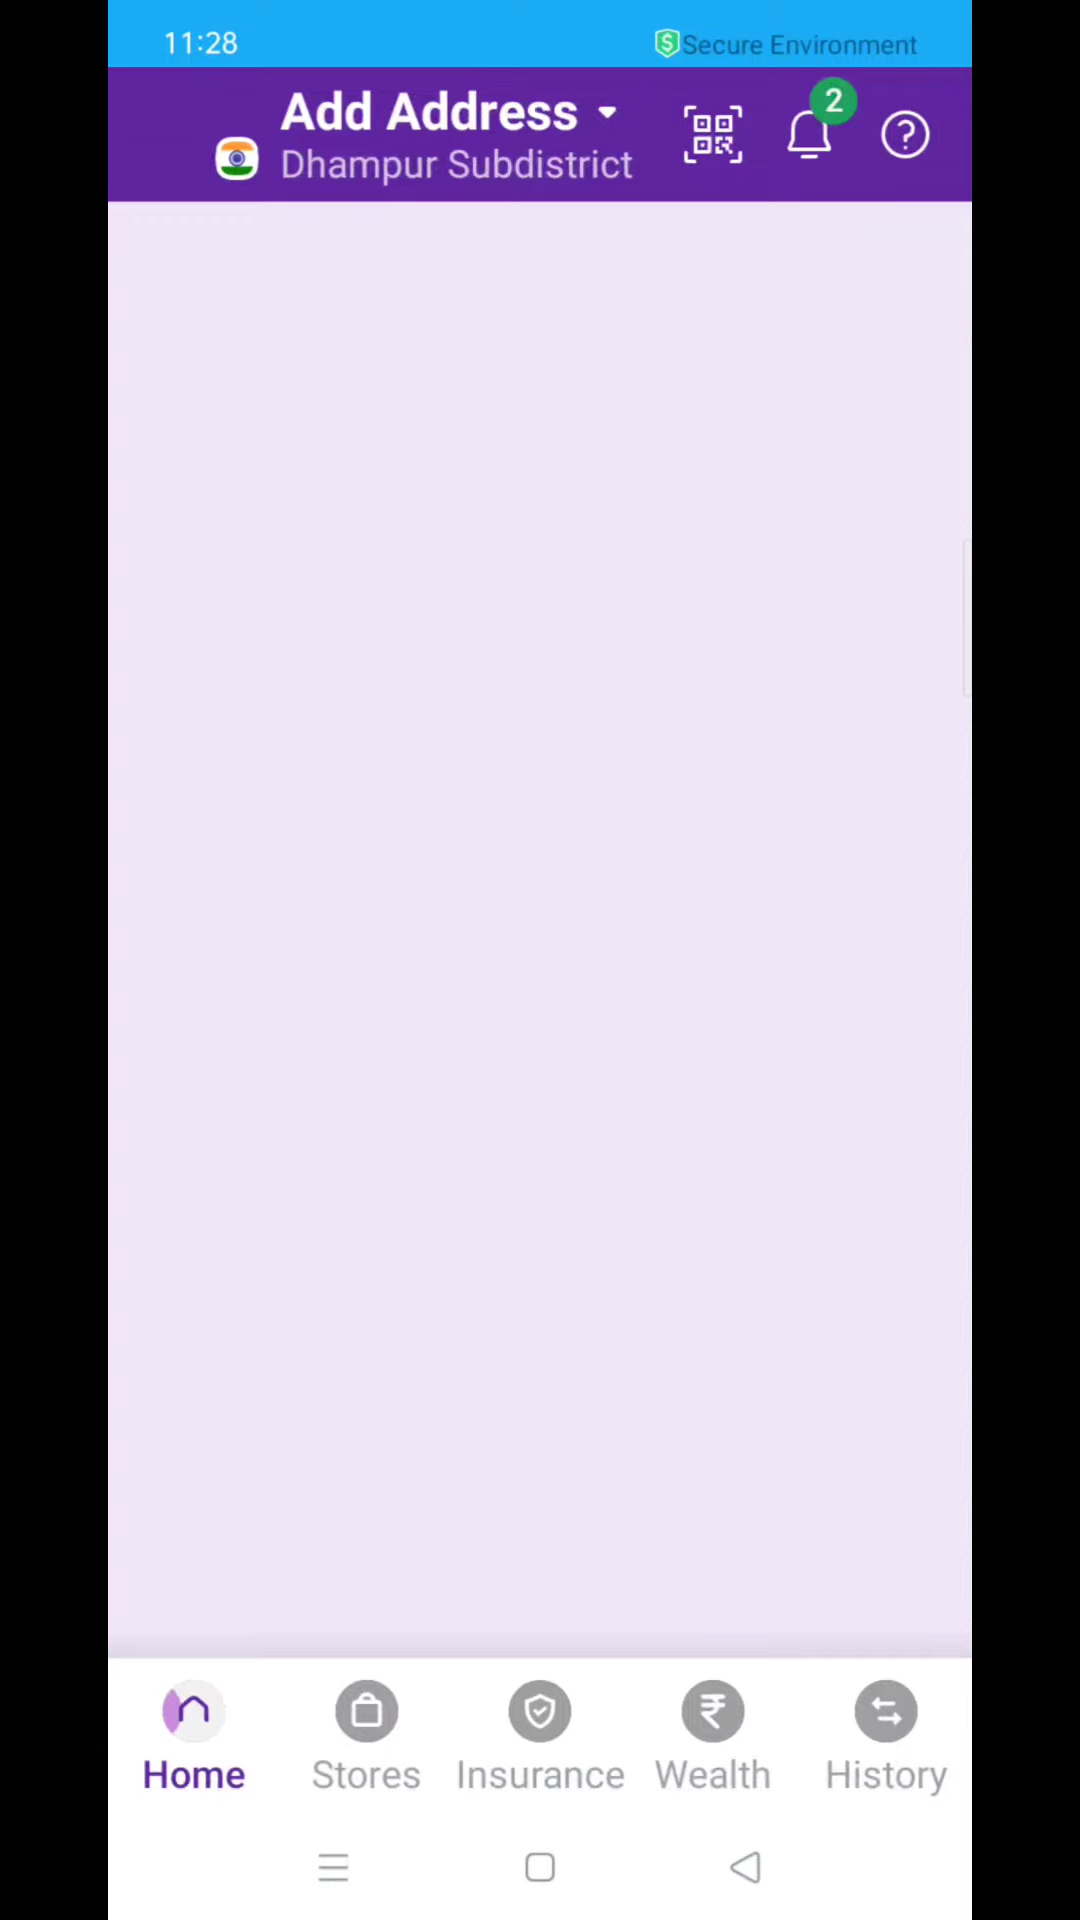 11:28
Secure Environment
Add Address
2
Dhampur Subdistrict
Home
Stores
Insurance
Wealth
History